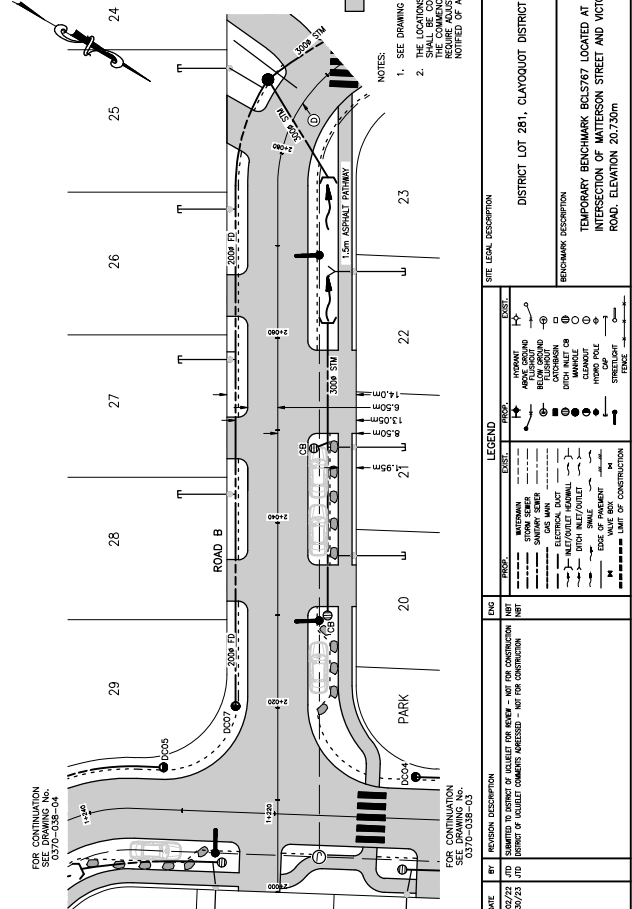 24
25
26
27
28
29
23
22
21
20
PARK
ROAD B
300ø STM
300ø STM
300ø STM
200ø FD
200ø FD
1.5m ASPHALT PATHWAY
D
2+080
2+060
2+040
2+020
2+000
1+240
1+220
14.0m
6.50m
13.05m
8.50m
1.95m
CB
CB
DC07
DC05
DC04
FOR CONTINUATION
SEE DRAWING No.
0370-038-04
FOR CONTINUATION
SEE DRAWING No.
0370-038-03
NOTES:
1. SEE DRAWING
2. THE LOCATIONS
SHALL BE CO
THE COMMENC
REQUIRE ADJUS
NOTIFIED OF A
SITE LEGAL DESCRIPTION
DISTRICT LOT 281, CLAYOQUOT DISTRICT
BENCHMARK DESCRIPTION
TEMPORARY BENCHMARK BCLS767 LOCATED AT
INTERSECTION OF MATTERSON STREET AND VICTO
ROAD. ELEVATION 20.730m
LEGEND
PROP. EXIST.
WATERMAIN
STORM SEWER
SANITARY SEWER
GAS MAIN
ELECTRICAL DUCT
INLET/OUTLET HEADWALL
DITCH INLET/OUTLET
SWALE
EDGE OF PAVEMENT
VALVE BOX
LIMIT OF CONSTRUCTION
PROP. EXIST.
HYDRANT
ABOVE GROUND
FLUSHOUT
BELOW GROUND
FLUSHOUT
CATCHBASIN
DITCH INLET CB
MANHOLE
CLEANOUT
HYDRO POLE
CAP
STREETLIGHT
FENCE
DATE BY REVISION DESCRIPTION ENG
02/22 JTD SUBMITTED TO DISTRICT OF UCLUELET FOR REVIEW - NOT FOR CONSTRUCTION NBT
30/23 JTD DISTRICT OF UCLUELET COMMENTS ADRESSED - NOT FOR CONSTRUCTION NBT